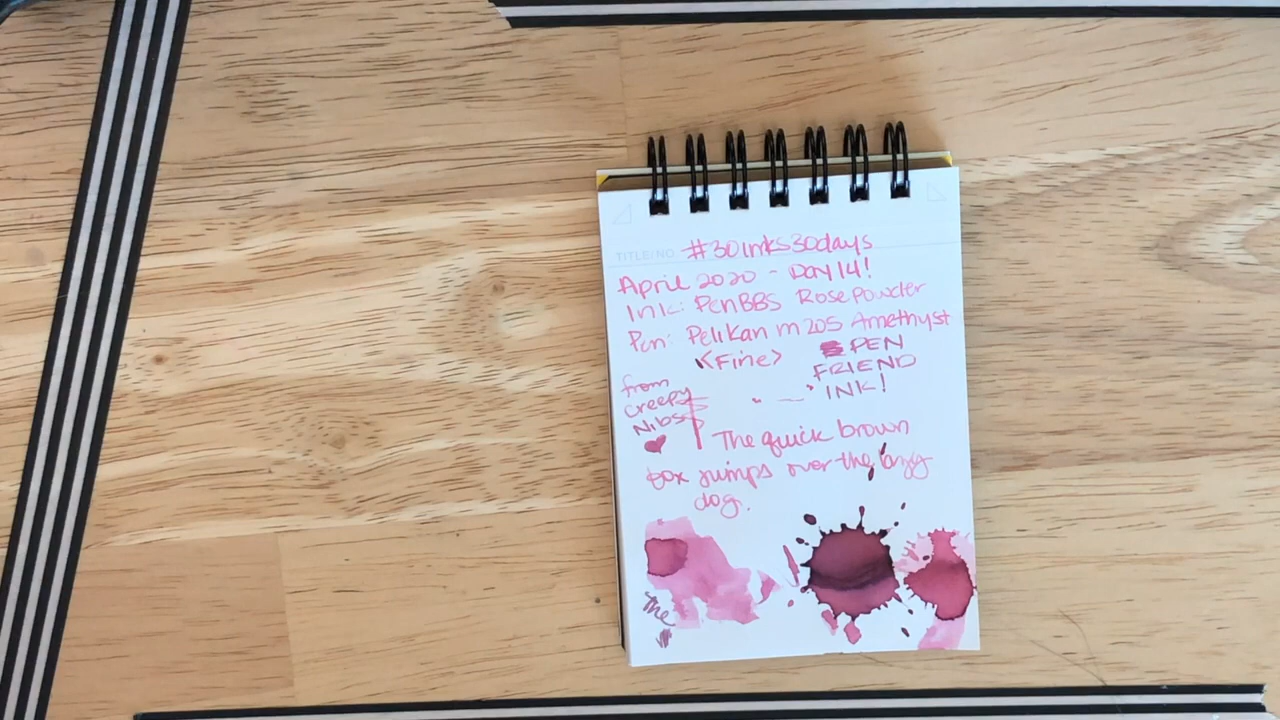 TITLE/NO. #30inks30days
April 2020 - Day 14!
Ink: PenBBS Rose Powder
Pen: Pelikan m205 Amethyst
<Fine>
PEN
FRIEND
INK!
from
Creepy
Nibs
The quick brown
fox jumps over the lazy
dog.
the